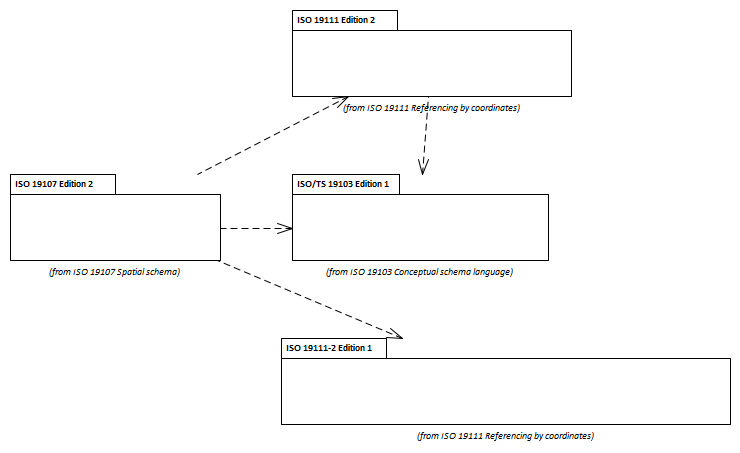 ISO 19111 Edition 2
(from ISO 19111 Referencing by coordinates)
ISO 19107 Edition 2
ISO/TS 19103 Edition 1
(from ISO 19107 Spatial schema)
(from ISO 19103 Conceptual schema language)
ISO 19111-2 Edition 1
(from ISO 19111 Referencing by coordinates)